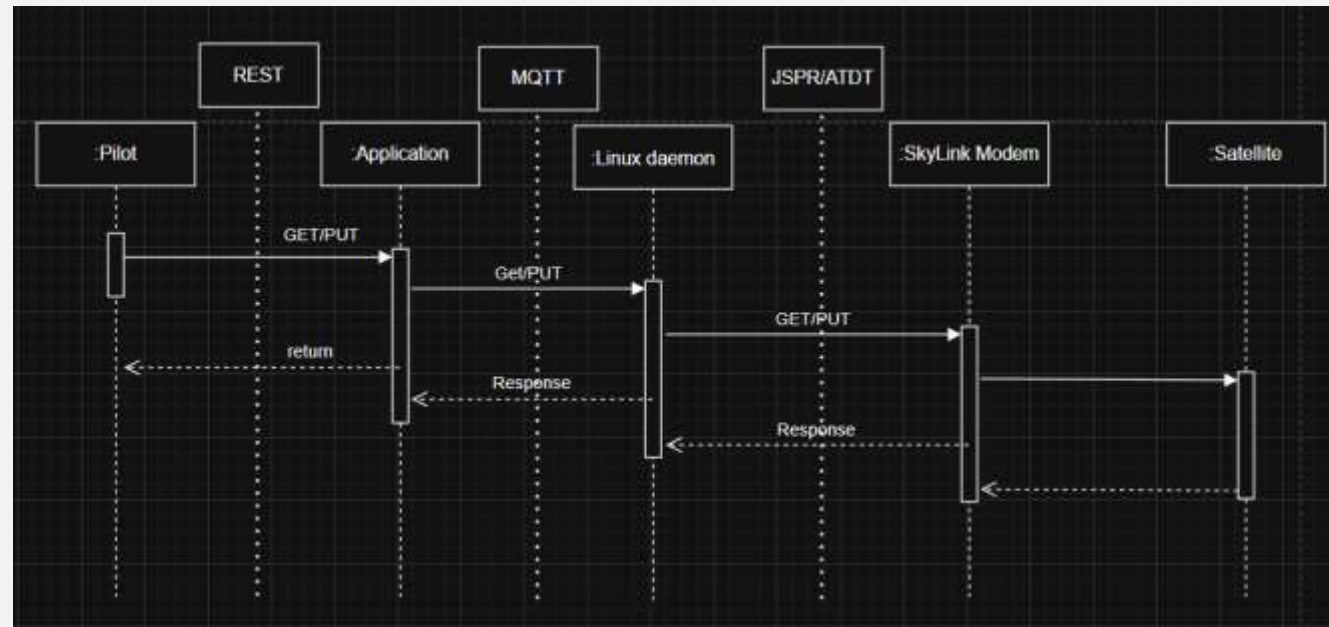 REST
MQTT
JSPR/ATDT
:Pilot
:Application
:Linux daemon
:SkyLink Modem
:Satellite
GET/PUT
Get/PUT
GET/PUT
return
Response
Response